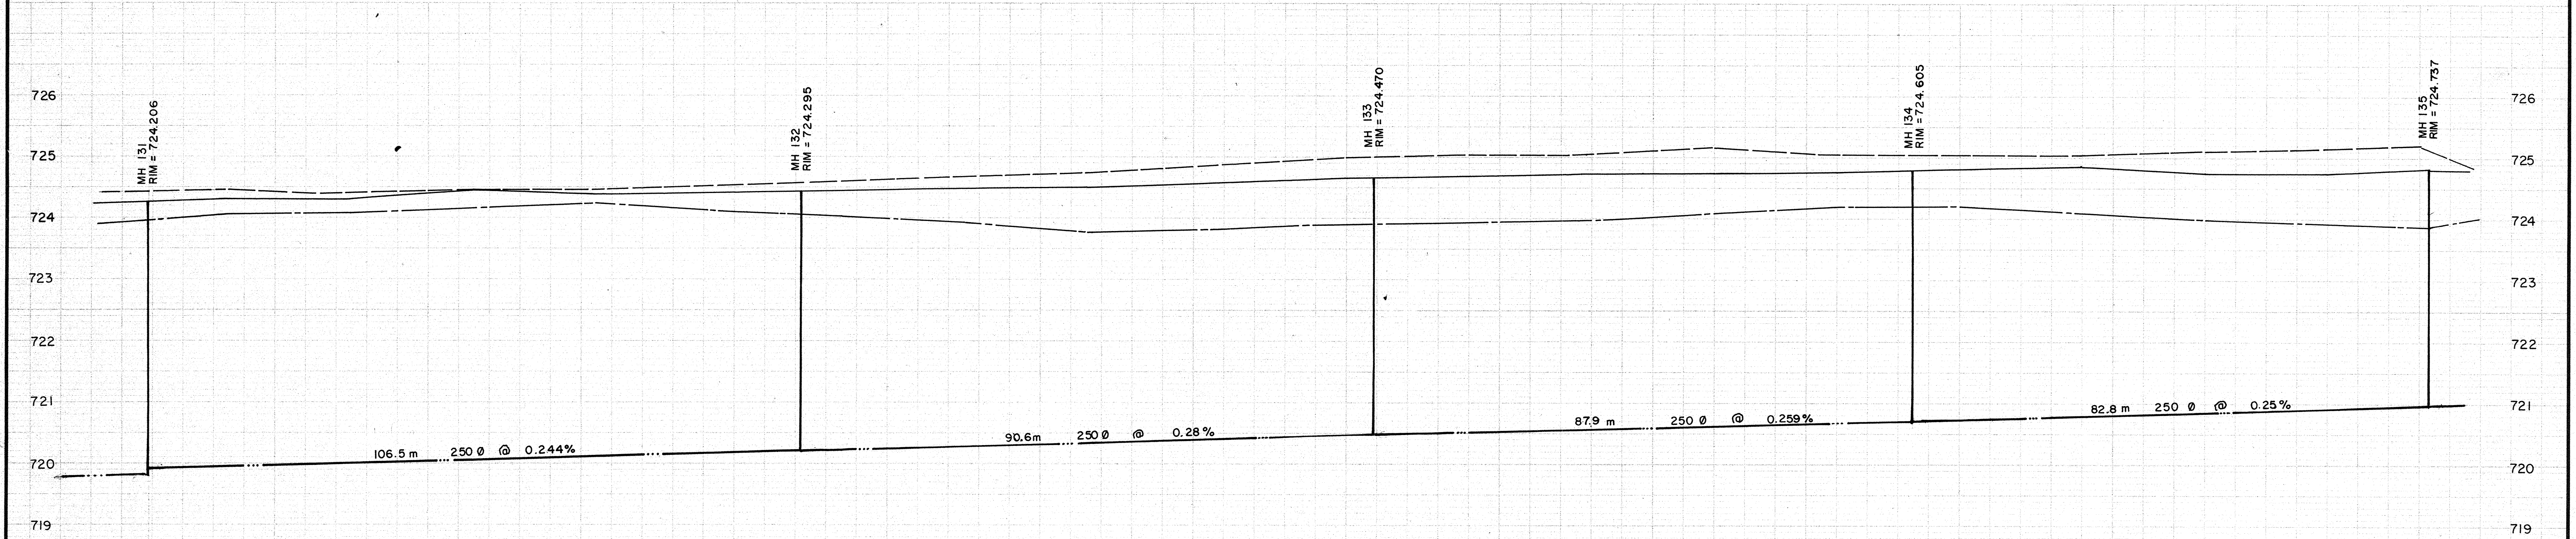 MH 131
RIM = 724.206
MH 132
RIM = 724.295
MH 133
RIM = 724.470
MH 134
RIM = 724.605
MH 135
RIM = 724.737
726
725
724
723
722
721
720
719
726
725
724
723
722
721
720
719
106.5 m 250 Ø @ 0.244%
90.6m 250 Ø @ 0.28%
87.9 m 250 Ø @ 0.259%
82.8 m 250 Ø @ 0.25%